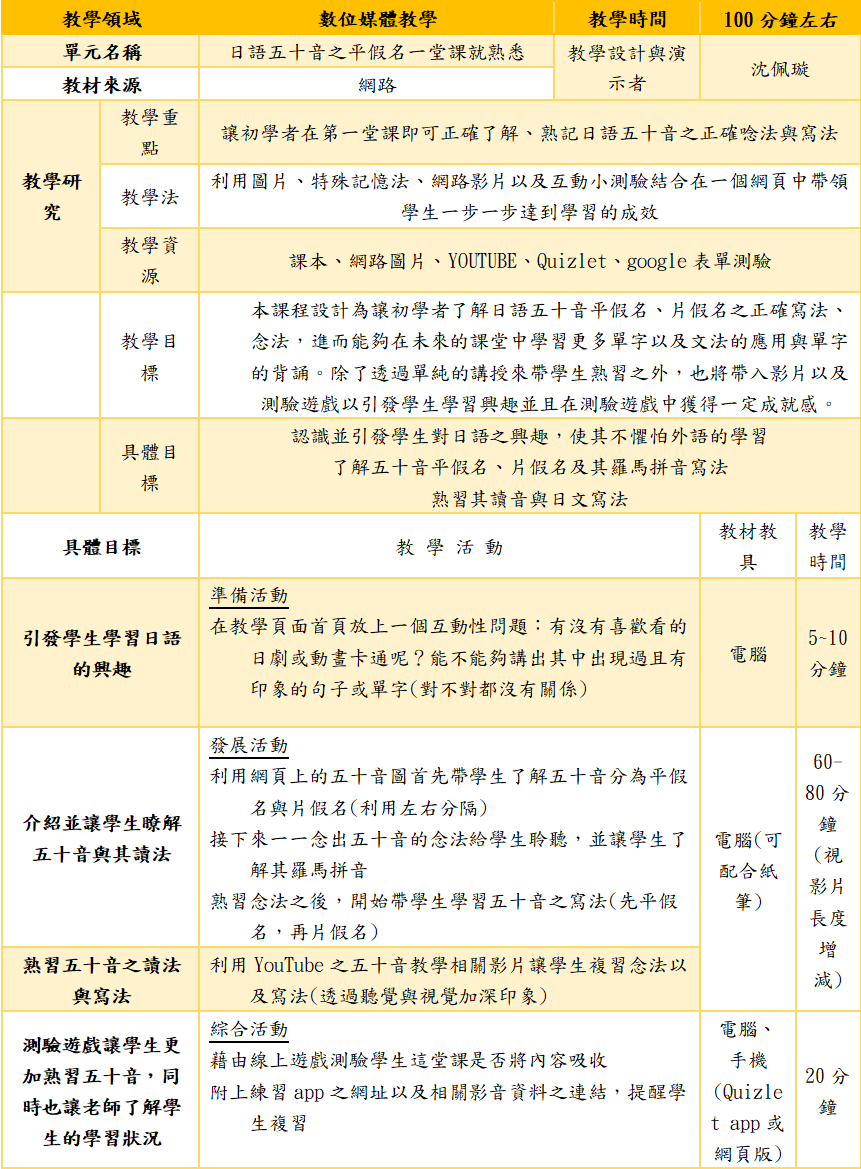 教學領域 數位媒體教學 教學時間 100 分鐘左右
單元名稱 日語五十音之平假名一堂課就熟悉 教學設計與演示者 沈佩璇
教材來源 網路
教學研究
教學重點 讓初學者在第一堂課即可正確了解、熟記日語五十音之正確唸法與寫法
教學法 利用圖片、特殊記憶法、網路影片以及互動小測驗結合在一個網頁中帶領
學生一步一步達到學習的成效
教學資源 課本、網路圖片、YOUTUBE、Quizlet、google 表單測驗
教學目標 本課程設計為讓初學者了解日語五十音平假名、片假名之正確寫法、
念法，進而能夠在未來的課堂中學習更多單字以及文法的應用與單字
的背誦。除了透過單純的講授來帶學生熟習之外，也將帶入影片以及
測驗遊戲以引發學生學習興趣並且在測驗遊戲中獲得一定成就感。
具體目標 認識並引發學生對日語之興趣，使其不懼怕外語的學習
了解五十音平假名、片假名及其羅馬拼音寫法
熟習其讀音與日文寫法
具體目標 教 學 活 動 教材教具 教學時間
引發學生學習日語
的興趣
準備活動
在教學頁面首頁放上一個互動性問題：有沒有喜歡看的
日劇或動畫卡通呢？能不能夠講出其中出現過且有
印象的句子或單字(對不對都沒有關係)
電腦
5~10
分鐘
介紹並讓學生瞭解
五十音與其讀法
發展活動
利用網頁上的五十音圖首先帶學生了解五十音分為平假
名與片假名(利用左右分隔)
接下來一一念出五十音的念法給學生聆聽，並讓學生了
解其羅馬拼音
熟習念法之後，開始帶學生學習五十音之寫法(先平假
名，再片假名)
電腦(可
配合紙
筆)
60-
80 分
鐘
(視
影片
長度
增
減)
熟習五十音之讀法
與寫法
利用 YouTube 之五十音教學相關影片讓學生複習念法以
及寫法(透過聽覺與視覺加深印象)
測驗遊戲讓學生更
加熟習五十音，同
時也讓老師了解學
生的學習狀況
綜合活動
藉由線上遊戲測驗學生這堂課是否將內容吸收
附上練習 app 之網址以及相關影音資料之連結，提醒學
生複習
電腦、
手機
(Quizle
t app 或
網頁版)
20 分
鐘